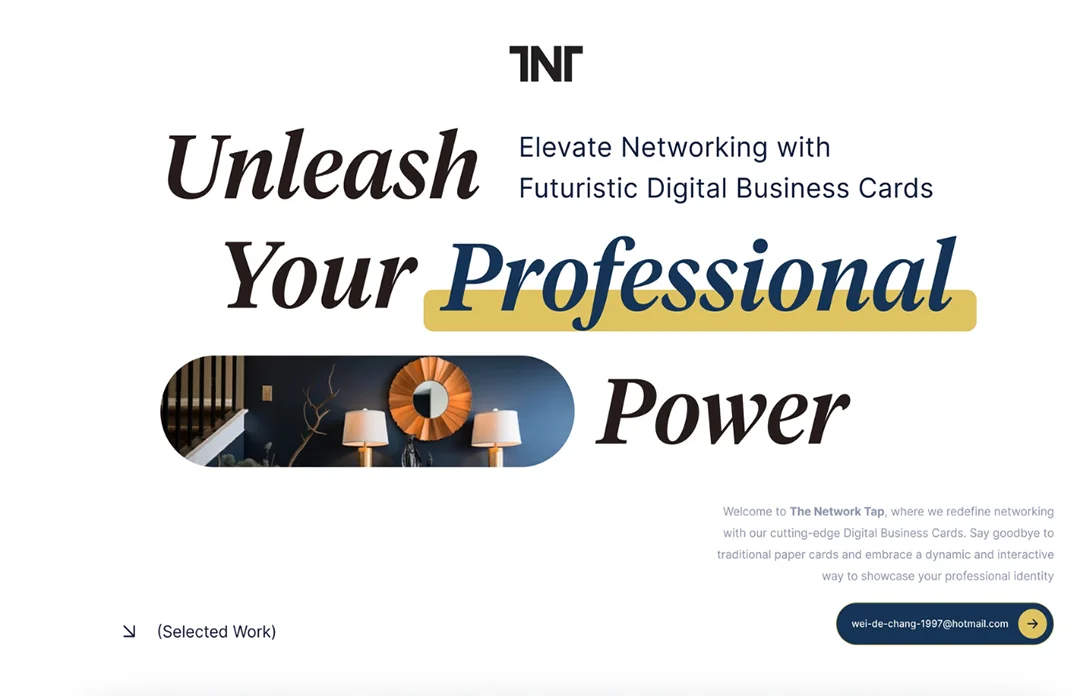 TNT
Unleash
Elevate Networking with
Futuristic Digital Business Cards
Your Professional
Power
Welcome to The Network Tap, where we redefine networking
with our cutting-edge Digital Business Cards. Say goodbye to
traditional paper cards and embrace a dynamic and interactive
way to showcase your professional identity
(Selected Work)
wei-de-chang-1997@hotmail.com